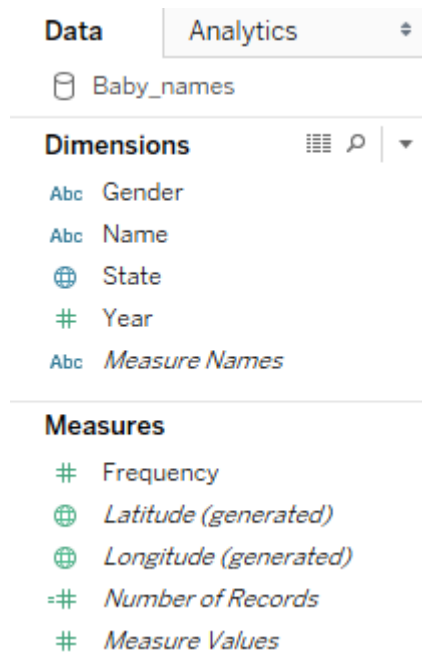 Data Analytics
Baby_names
Dimensions
Abc Gender
Abc Name
State
# Year
Abc Measure Names
Measures
# Frequency
Latitude (generated)
Longitude (generated)
=# Number of Records
# Measure Values